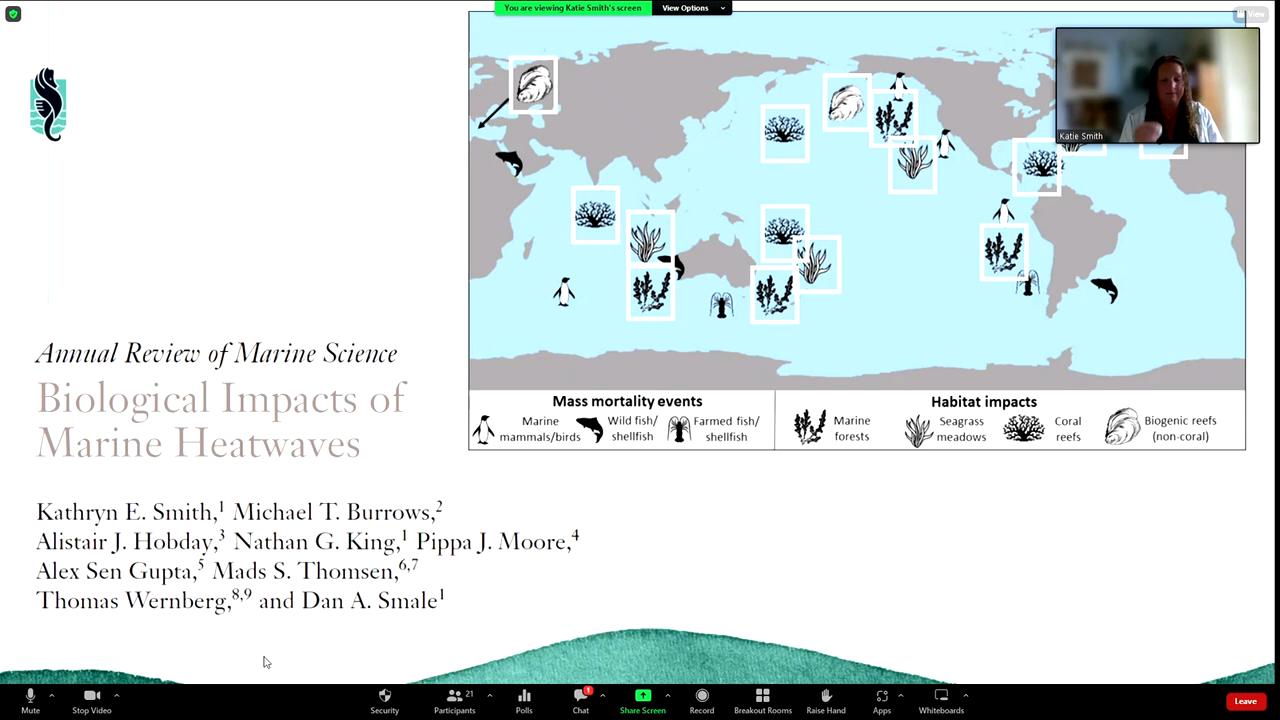 You are viewing Katie Smith's screen
View Options
View
Katie Smith
Annual Review of Marine Science
Biological Impacts of
Marine Heatwaves
Kathryn E. Smith,1 Michael T. Burrows,2
Alistair J. Hobday,3 Nathan G. King,1 Pippa J. Moore,4
Alex Sen Gupta,5 Mads S. Thomsen,6,7
Thomas Wernberg,8,9 and Dan A. Smale1
Mass mortality events
Marine
mammals/birds
Wild fish/
shellfish
Farmed fish/
shellfish
Habitat impacts
Marine
forests
Seagrass
meadows
Coral
reefs
Biogenic reefs
(non-coral)
Mute
Stop Video
Security
21
Participants
Polls
1
Chat
Share Screen
Record
Breakout Rooms
Raise Hand
Apps
Whiteboards
Leave